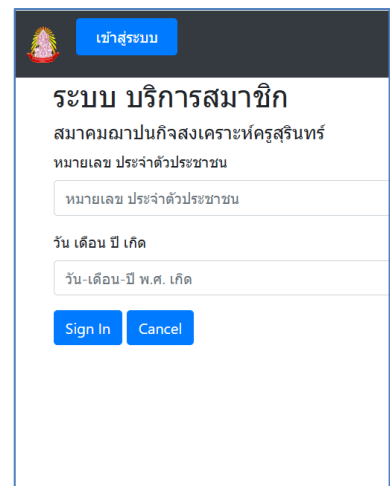 เข้าสู่ระบบ
ระบบ บริการสมาชิก
สมาคมฌาปนกิจสงเคราะห์ครูสุรินทร์
หมายเลข ประจำตัวประชาชน
หมายเลข ประจำตัวประชาชน
วัน เดือน ปี เกิด
วัน-เดือน-ปี พ.ศ. เกิด
Sign In Cancel